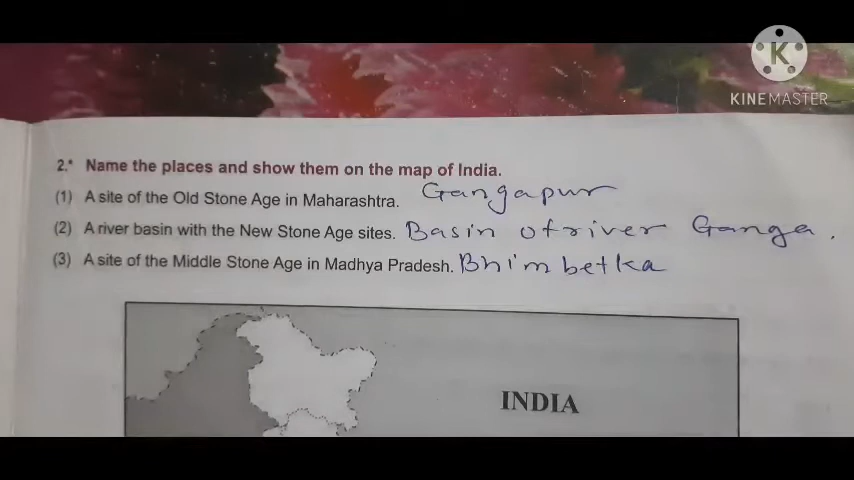 K
KINEMASTER
2.* Name the places and show them on the map of India.
(1) A site of the Old Stone Age in Maharashtra. Gangapur
(2) A river basin with the New Stone Age sites. Basin of river Ganga.
(3) A site of the Middle Stone Age in Madhya Pradesh. Bhimbetka
INDIA